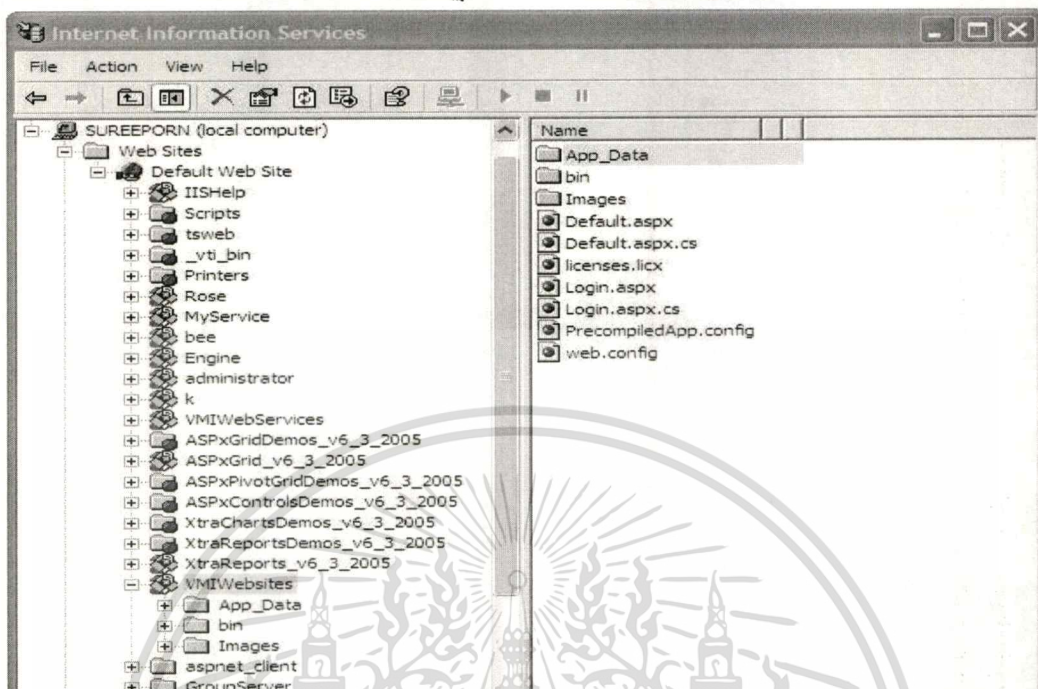 Internet Information Services
File Action View Help
SUREEPORN (local computer)
Web Sites
Default Web Site
IISHelp
Scripts
tsweb
_vti_bin
Printers
Rose
MyService
bee
Engine
administrator
k
VMIWebServices
ASPxGridDemos_v6_3_2005
ASPxGrid_v6_3_2005
ASPxPivotGridDemos_v6_3_2005
ASPxControlsDemos_v6_3_2005
XtraChartsDemos_v6_3_2005
XtraReportsDemos_v6_3_2005
XtraReports_v6_3_2005
VMIWebsites
App_Data
bin
Images
aspnet_client
GroupServer
Name
App_Data
bin
Images
Default.aspx
Default.aspx.cs
licenses.licx
Login.aspx
Login.aspx.cs
PrecompiledApp.config
web.config